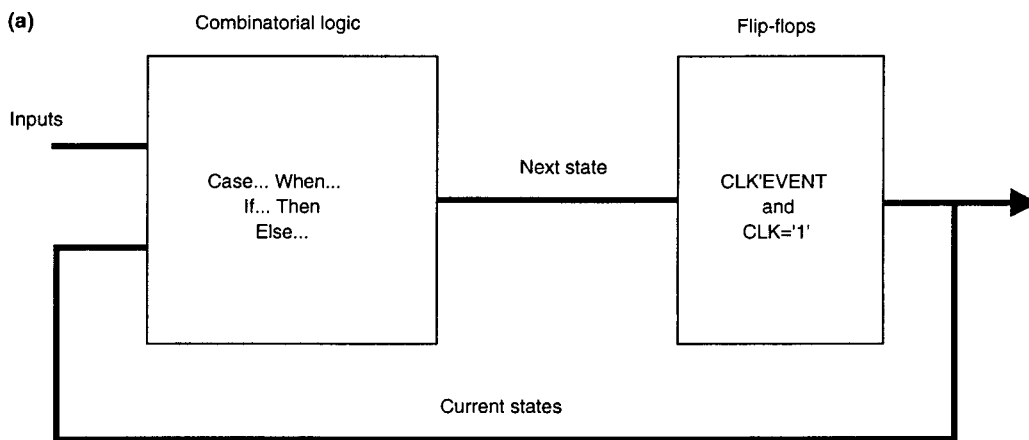 (a)
Combinatorial logic
Flip-flops
Inputs
Case... When...
If... Then
Else...
Next state
CLK'EVENT
and
CLK='1'
Current states